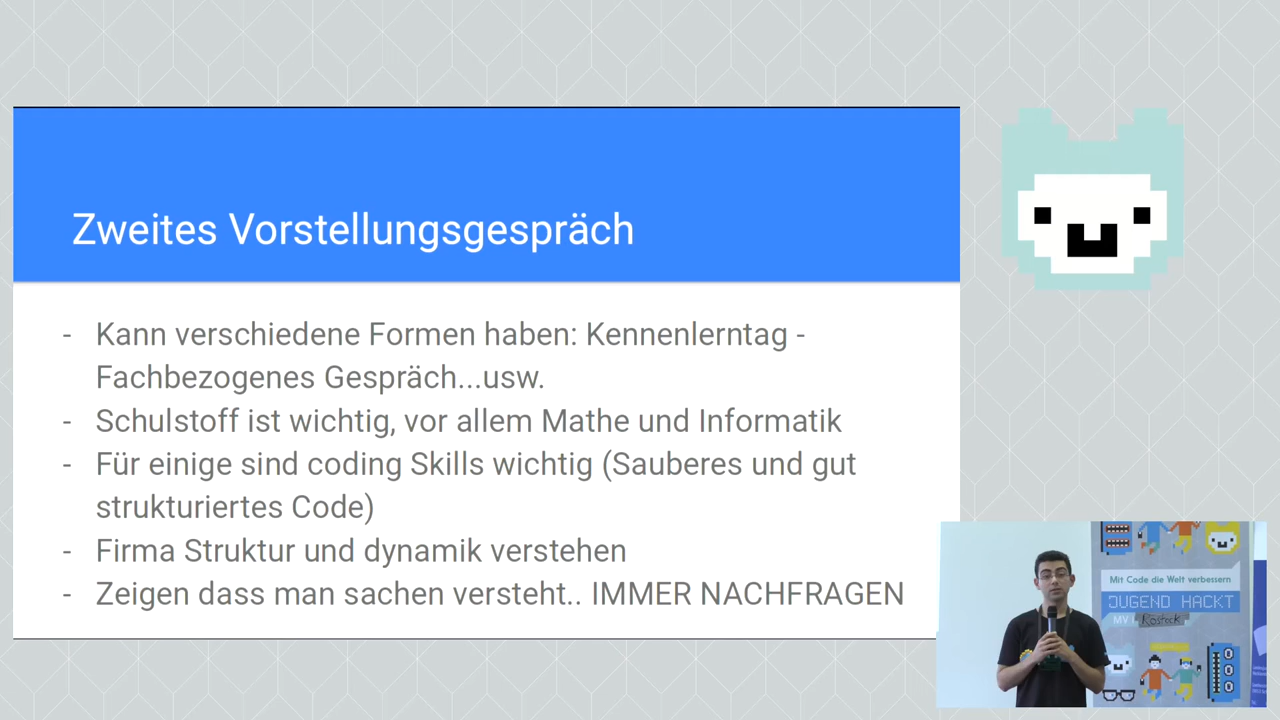 Zweites Vorstellungsgespräch
- Kann verschiedene Formen haben: Kennenlerntag -
Fachbezogenes Gespräch...usw.
- Schulstoff ist wichtig, vor allem Mathe und Informatik
- Für einige sind coding Skills wichtig (Sauberes und gut
strukturiertes Code)
- Firma Struktur und dynamik verstehen
- Zeigen dass man sachen versteht.. IMMER NACHFRAGEN
Mit Code die Welt verbessern
JUGEND HACKT
MV | Rostock